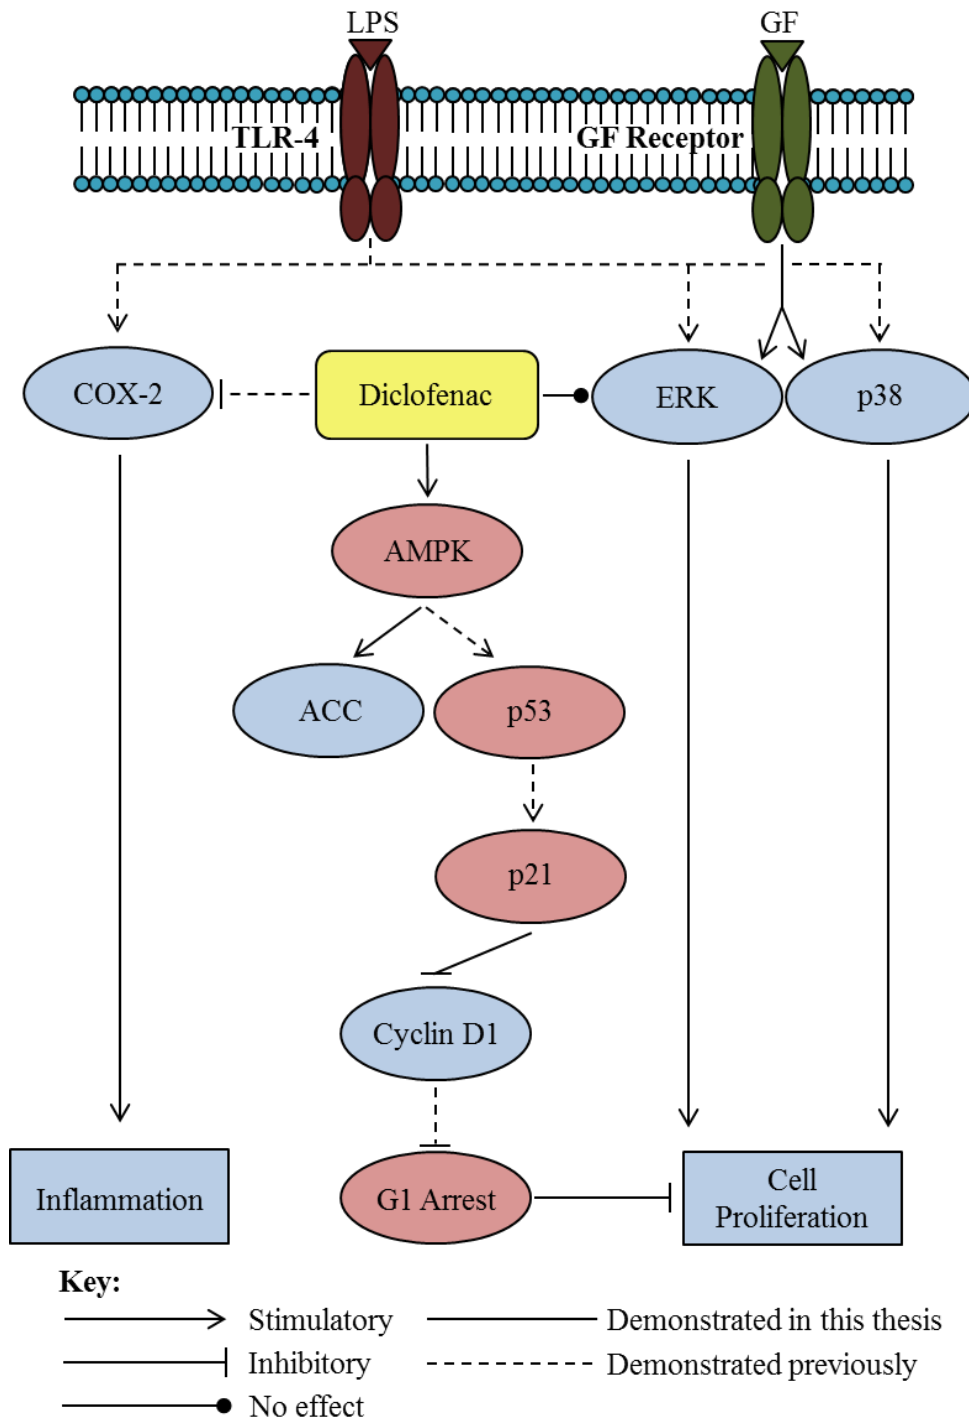 LPS
GF
TLR-4
GF Receptor
COX-2
Diclofenac
ERK
p38
AMPK
ACC
p53
p21
Cyclin D1
Inflammation
G1 Arrest
Cell
Proliferation
Key:
Stimulatory
Demonstrated in this thesis
Inhibitory
Demonstrated previously
No effect